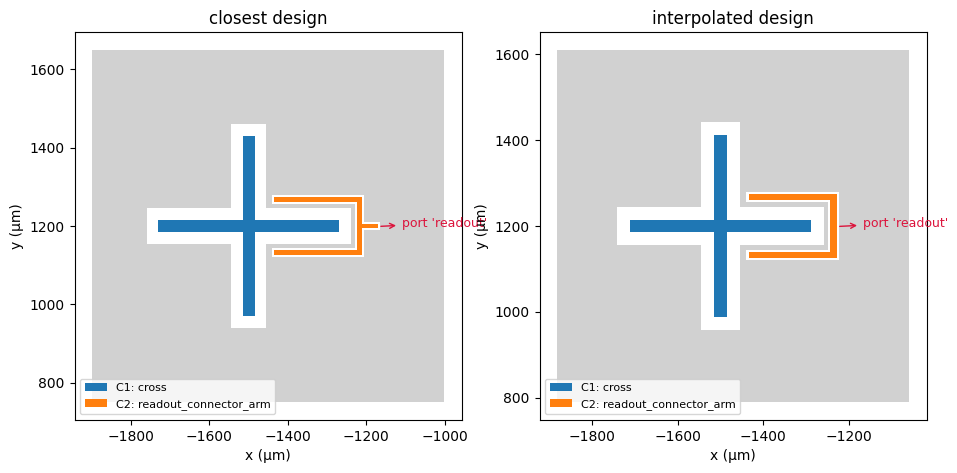 closest design
1600
1400
1200
1000
800
y (μm)
port 'readout'
C1: cross
C2: readout_connector_arm
−1800
−1600
−1400
−1200
−1000
x (μm)
interpolated design
1600
1400
1200
1000
800
y (μm)
port 'readout'
C1: cross
C2: readout_connector_arm
−1800
−1600
−1400
−1200
x (μm)